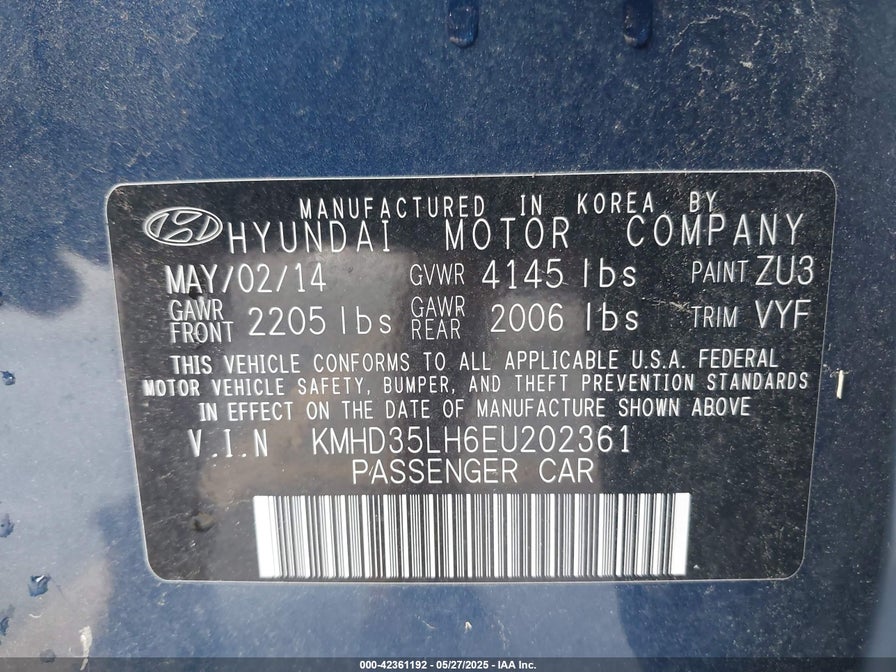 MANUFACTURED IN KOREA BY
HYUNDAI MOTOR COMPANY
MAY/02/14 GVWR 4145 lbs PAINT ZU3
GAWR FRONT 2205 lbs GAWR REAR 2006 lbs TRIM VYF
THIS VEHICLE CONFORMS TO ALL APPLICABLE U.S.A. FEDERAL
MOTOR VEHICLE SAFETY, BUMPER, AND THEFT PREVENTION STANDARDS
IN EFFECT ON THE DATE OF MANUFACTURE SHOWN ABOVE
V.I.N KMHD35LH6EU202361
PASSENGER CAR
000-42361192 - 05/27/2025 - IAA Inc.